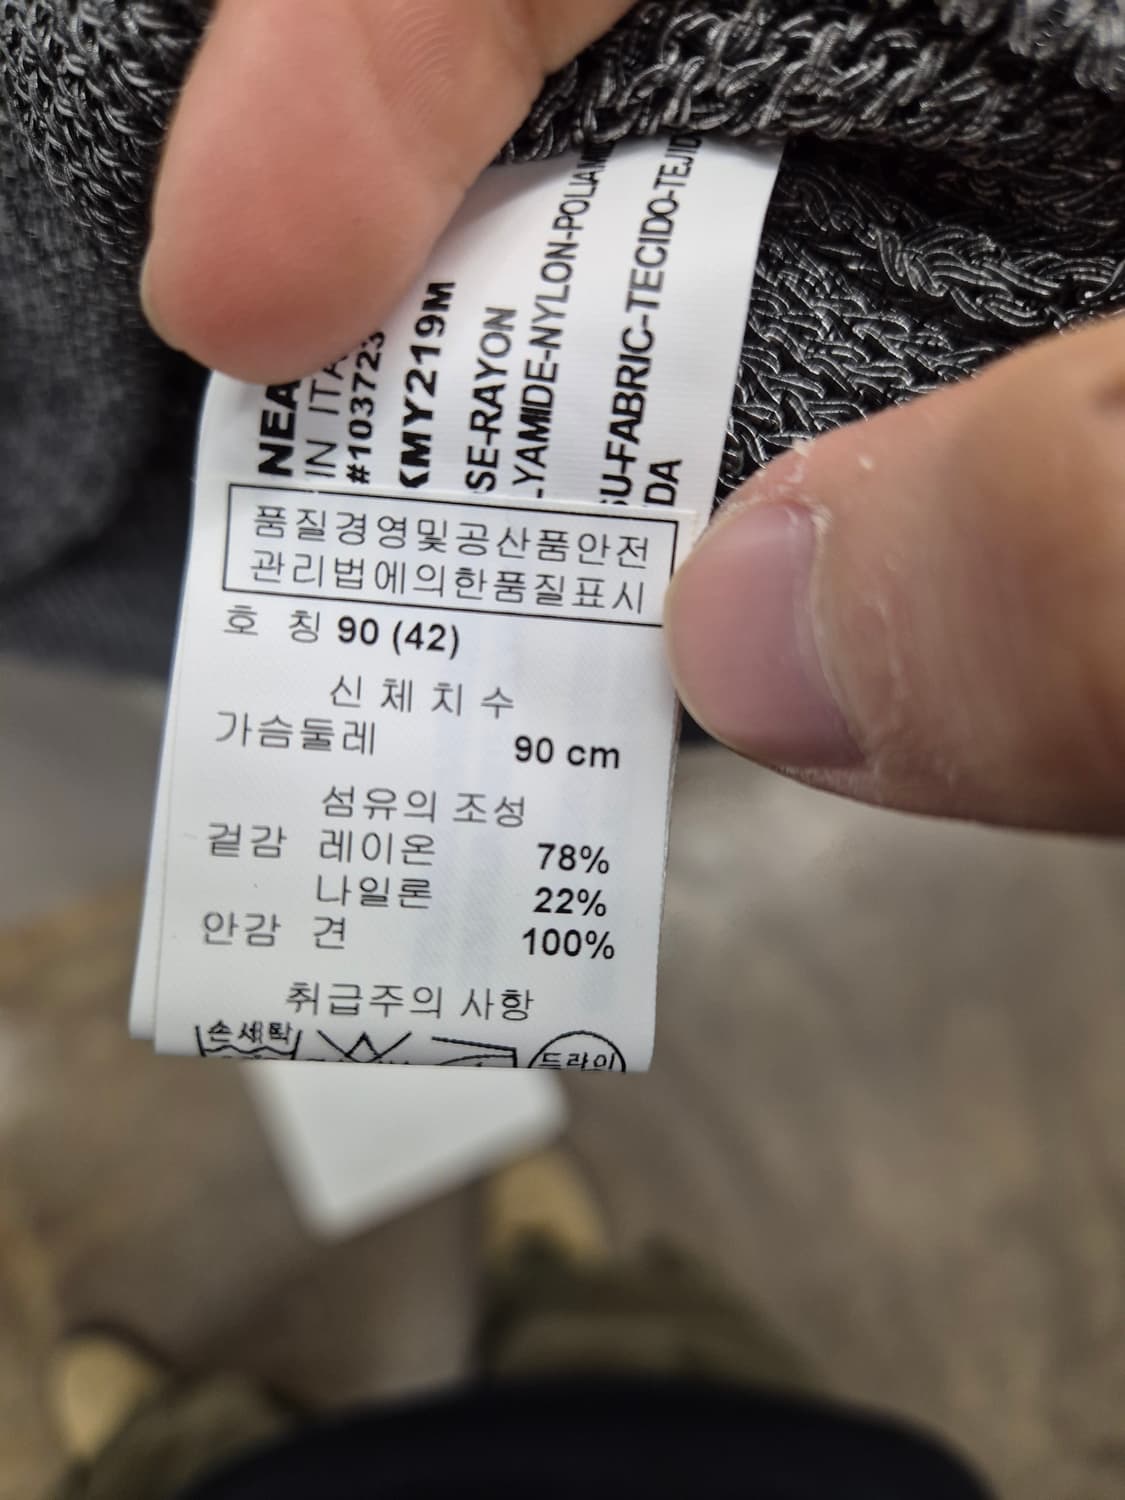 IN ITA
#103723
MY219M
SE-RAYON
YAMIDE-NYLON-POLIAM
SU-FABRIC-TECIDO-TEJID
DA
품질경영및공산품안전
관리법에의한품질표시
호 칭 90 (42)
신 체 치 수
가슴둘레 90 cm
섬유의 조성
겉감 레이온 78%
나일론 22%
안감 견 100%
취급주의 사항
손세탁
드라이